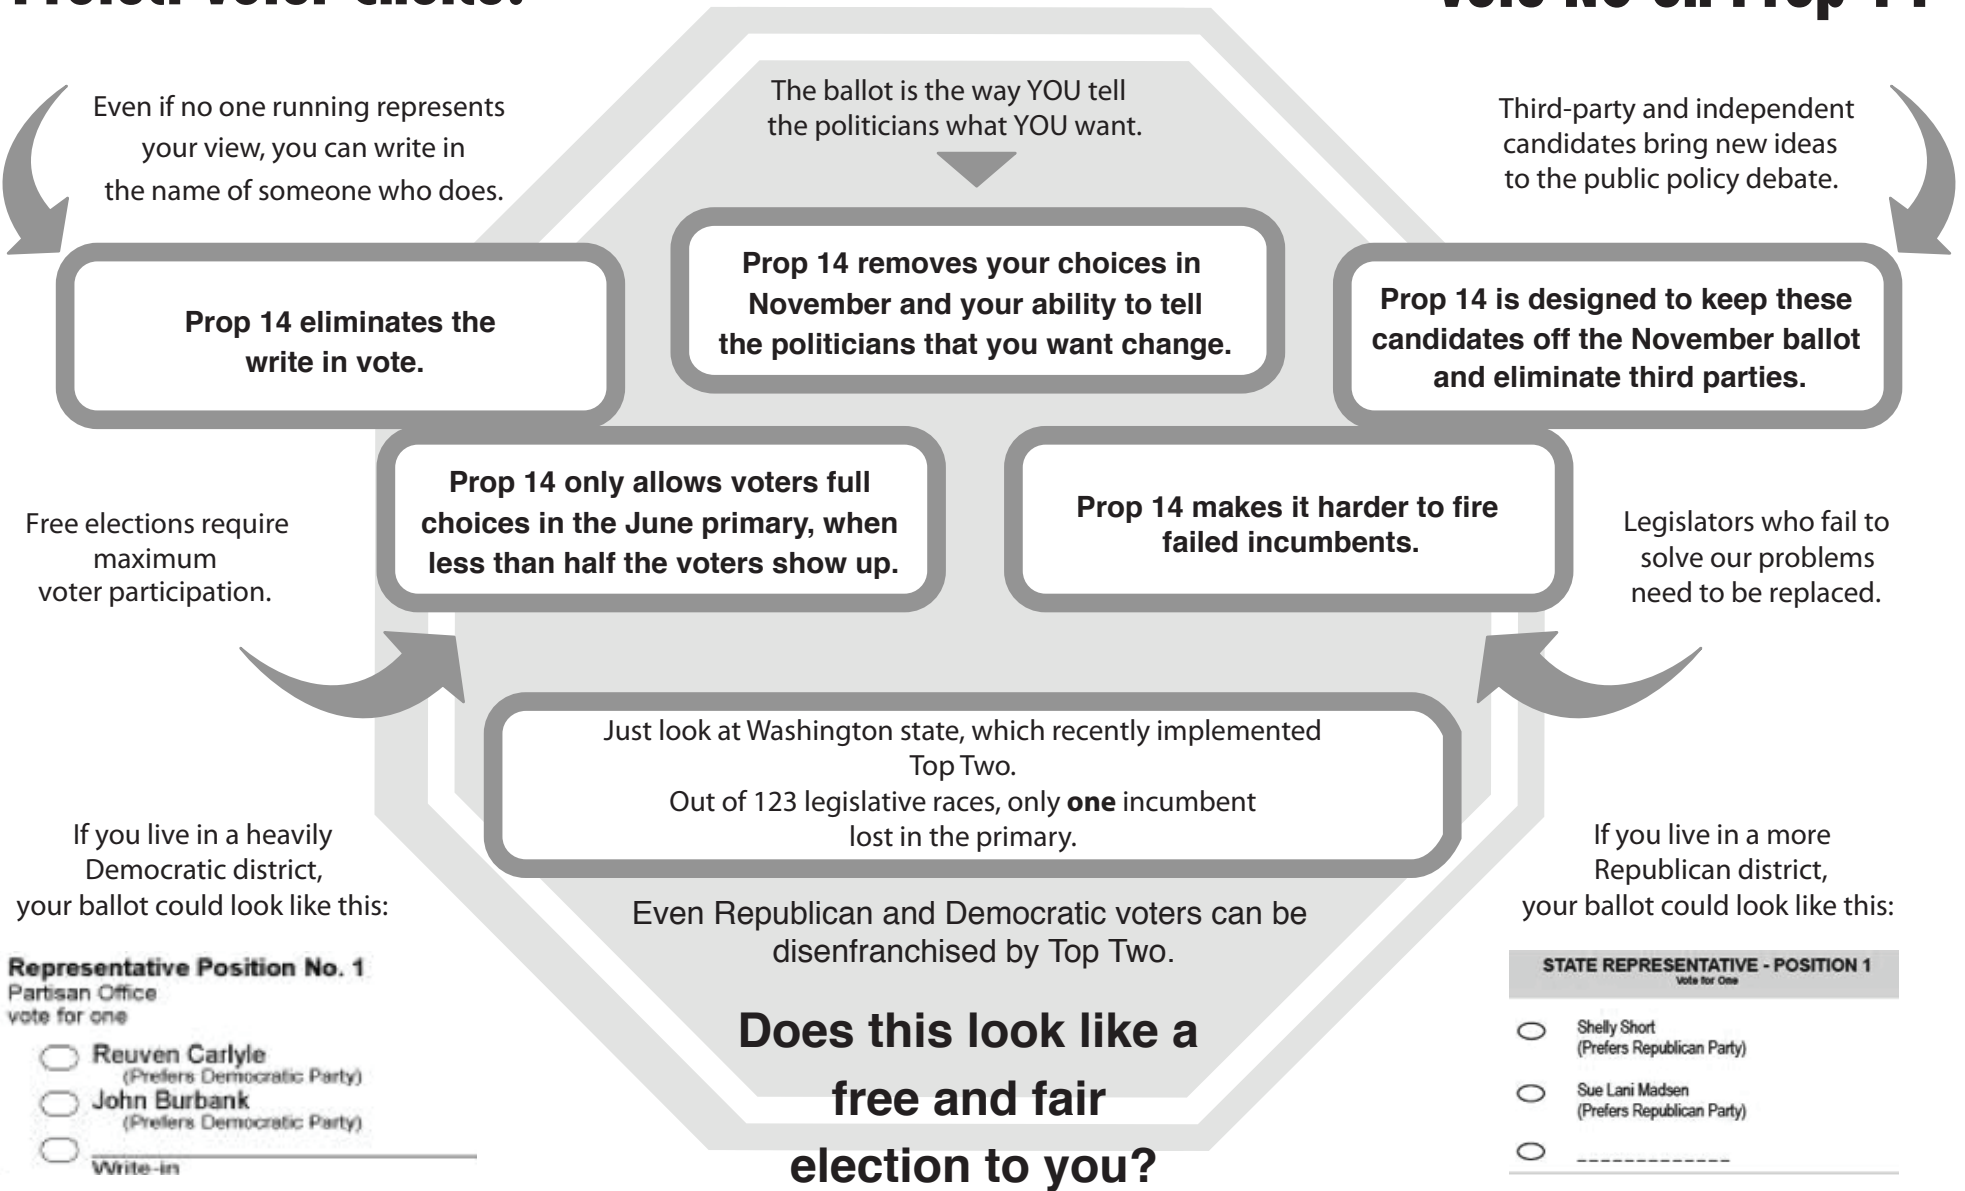 Protect Voter Choice!
Vote No on Prop 14
Even if no one running represents
your view, you can write in
the name of someone who does.
The ballot is the way YOU tell
the politicians what YOU want.
Third-party and independent
candidates bring new ideas
to the public policy debate.
Prop 14 eliminates the
write in vote.
Prop 14 removes your choices in
November and your ability to tell
the politicians that you want change.
Prop 14 is designed to keep these
candidates off the November ballot
and eliminate third parties.
Free elections require
maximum
voter participation.
Prop 14 only allows voters full
choices in the June primary, when
less than half the voters show up.
Prop 14 makes it harder to fire
failed incumbents.
Legislators who fail to
solve our problems
need to be replaced.
Just look at Washington state, which recently implemented
Top Two.
Out of 123 legislative races, only one incumbent
lost in the primary.
If you live in a heavily
Democratic district,
your ballot could look like this:
Representative Position No. 1
Partisan Office
vote for one
Reuven Carlyle
(Prefers Democratic Party)
John Burbank
(Prefers Democratic Party)
Write-in
Even Republican and Democratic voters can be
disenfranchised by Top Two.
Does this look like a
free and fair
election to you?
If you live in a more
Republican district,
your ballot could look like this:
STATE REPRESENTATIVE - POSITION 1
Vote for One
Shelly Short
(Prefers Republican Party)
Sue Lani Madsen
(Prefers Republican Party)